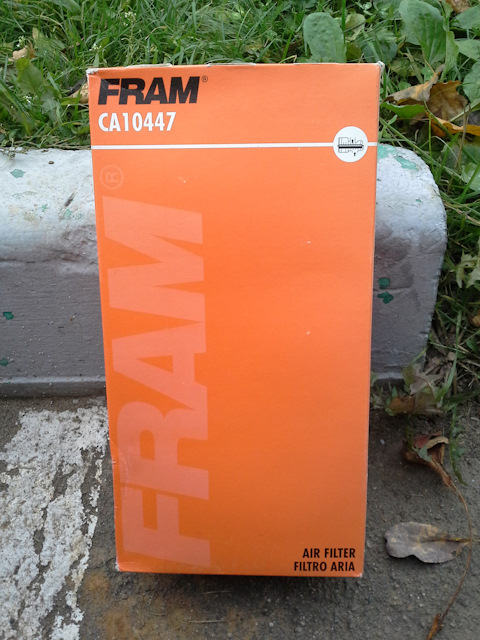 FRAM®
CA10447
FRAM®
AIR FILTER
FILTRO ARIA